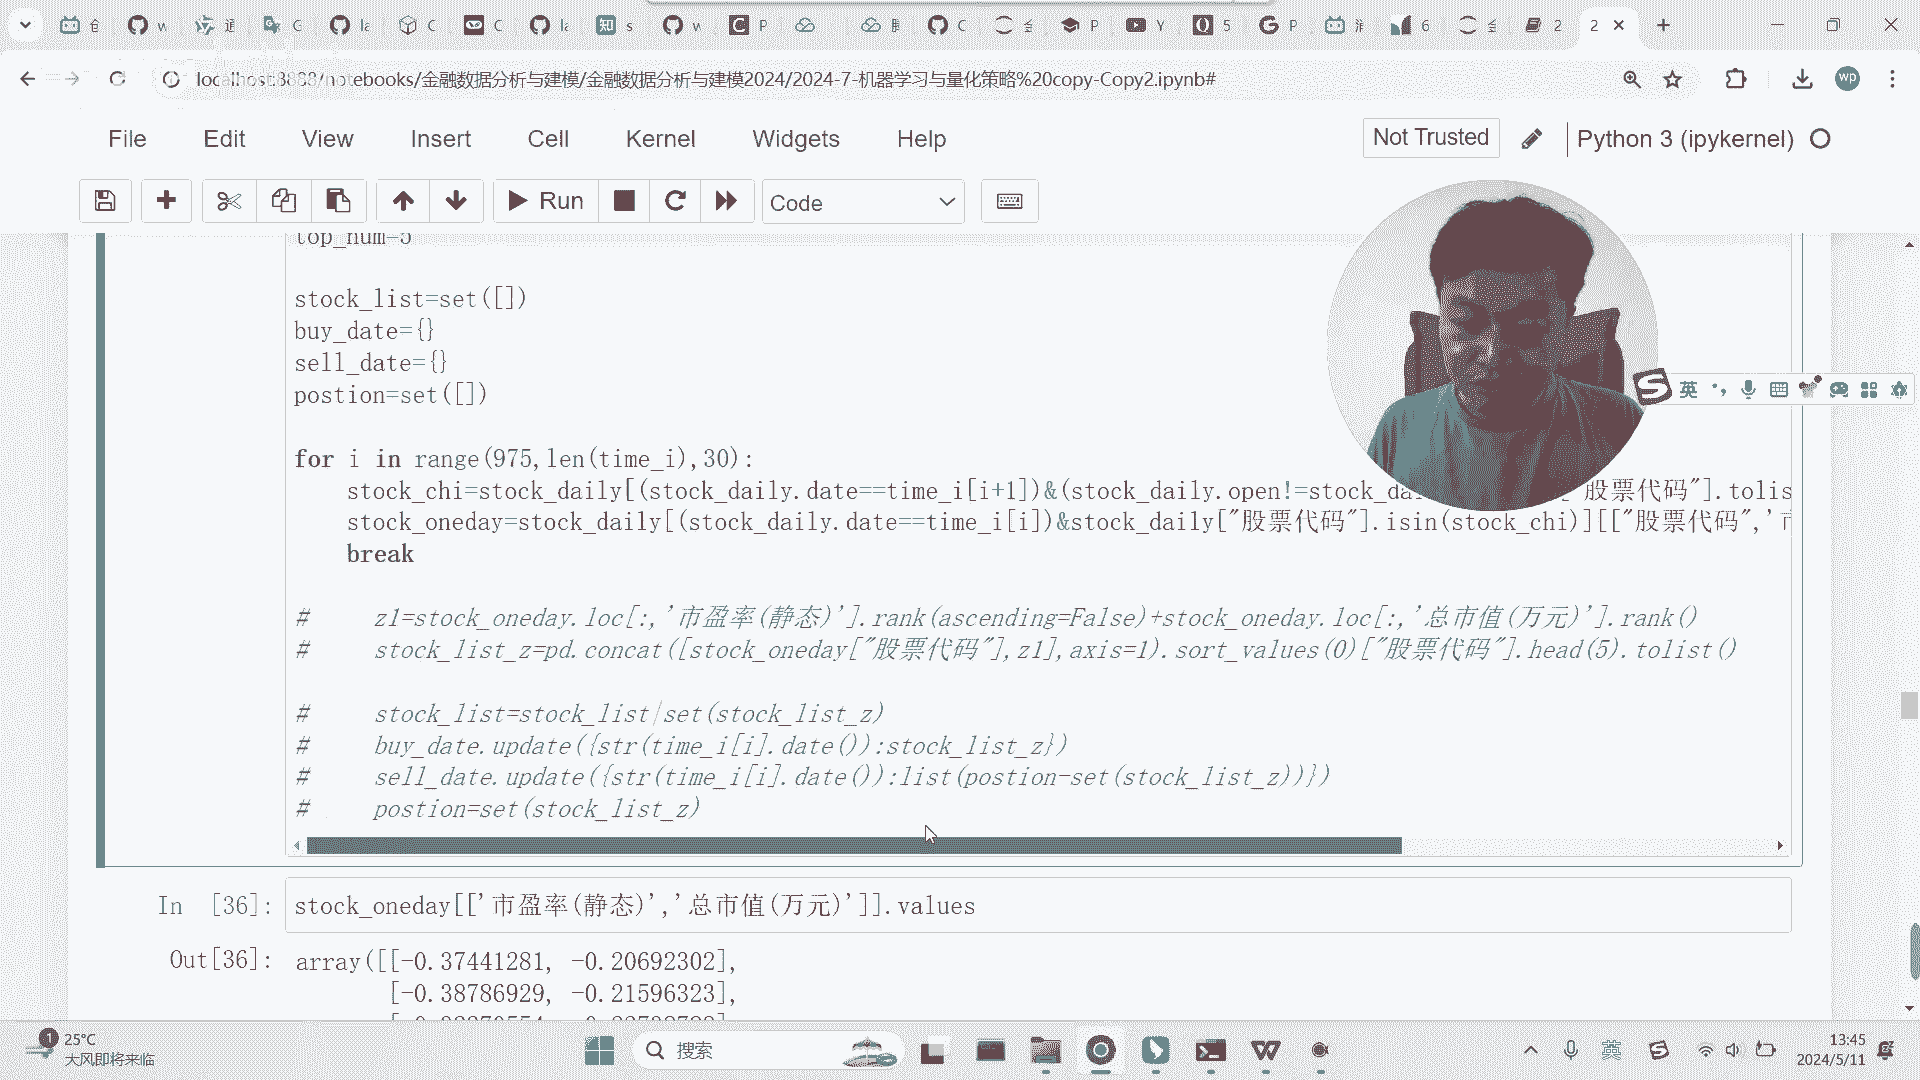 localhost:8888/notebooks/金融数据分析与建模/金融数据分析与建模2024/2024-7-机器学习与量化策略%20copy-Copy2.ipynb#
wp
File Edit View Insert Cell Kernel Widgets Help
Not Trusted
Python 3 (ipykernel)
Run
Code
top_num=5
stock_list=set([])
buy_date={}
sell_date={}
postion=set([])
for i in range(975,len(time_i),30):
stock_chi=stock_daily[(stock_daily.date==time_i[i+1])&(stock_daily.open!=stock_da "股票代码"].tolis
stock_oneday=stock_daily[(stock_daily.date==time_i[i])&stock_daily["股票代码"].isin(stock_chi)][["股票代码",'市
break
# z1=stock_oneday.loc[:,'市盈率(静态)'].rank(ascending=False)+stock_oneday.loc[:,'总市值(万元)'].rank()
# stock_list_z=pd.concat([stock_oneday["股票代码"],z1],axis=1).sort_values(0)["股票代码"].head(5).tolist()
# stock_list=stock_list|set(stock_list_z)
# buy_date.update({str(time_i[i].date()):stock_list_z})
# sell_date.update({str(time_i[i].date()):list(postion-set(stock_list_z))})
# postion=set(stock_list_z)
In [36]: stock_oneday[['市盈率(静态)','总市值(万元)']].values
Out[36]: array([[-0.37441281, -0.20692302],
[-0.38786929, -0.21596323],
英
1
25°C
大风即将来临
搜索
英
13:45
2024/5/11